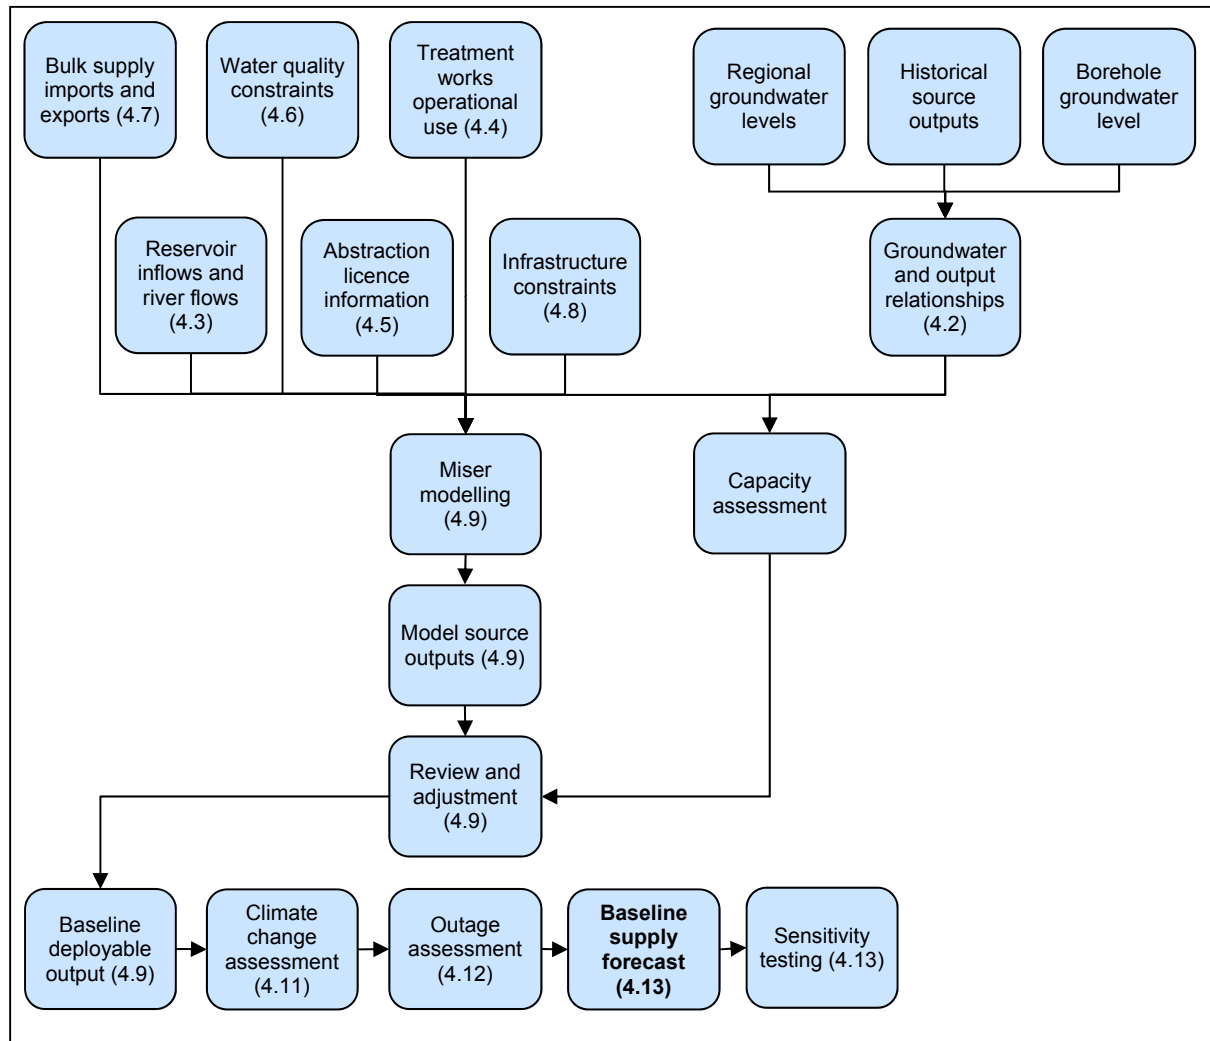 Bulk supply
imports and
exports (4.7)
Water quality
constraints
(4.6)
Treatment
works
operational
use (4.4)
Regional
groundwater
levels
Historical
source
outputs
Borehole
groundwater
level
Reservoir
inflows and
river flows
(4.3)
Abstraction
licence
information
(4.5)
Infrastructure
constraints
(4.8)
Groundwater
and output
relationships
(4.2)
Miser
modelling
(4.9)
Capacity
assessment
Model source
outputs (4.9)
Review and
adjustment
(4.9)
Baseline
deployable
output (4.9)
Climate
change
assessment
(4.11)
Outage
assessment
(4.12)
Baseline
supply
forecast
(4.13)
Sensitivity
testing (4.13)